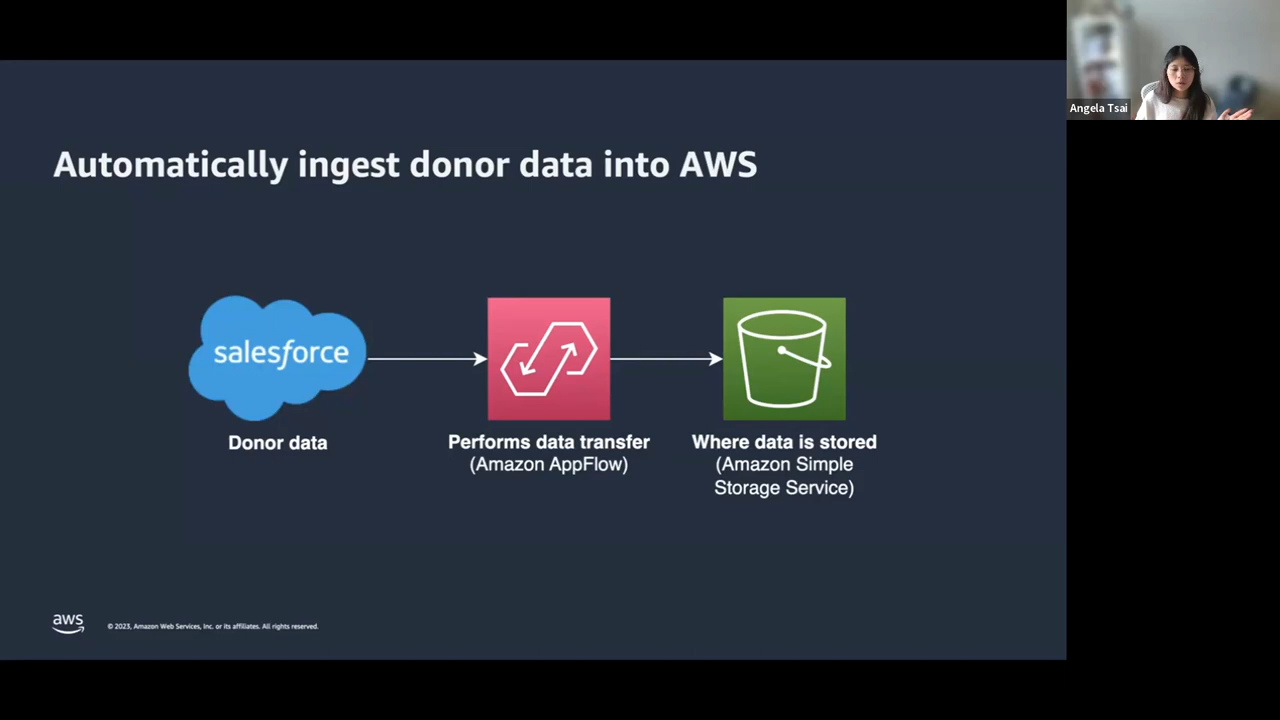 Automatically ingest donor data into AWS
salesforce
Donor data
Performs data transfer
(Amazon AppFlow)
Where data is stored
(Amazon Simple
Storage Service)
aws
© 2023, Amazon Web Services, Inc. or its affiliates. All rights reserved.
Angela Tsai